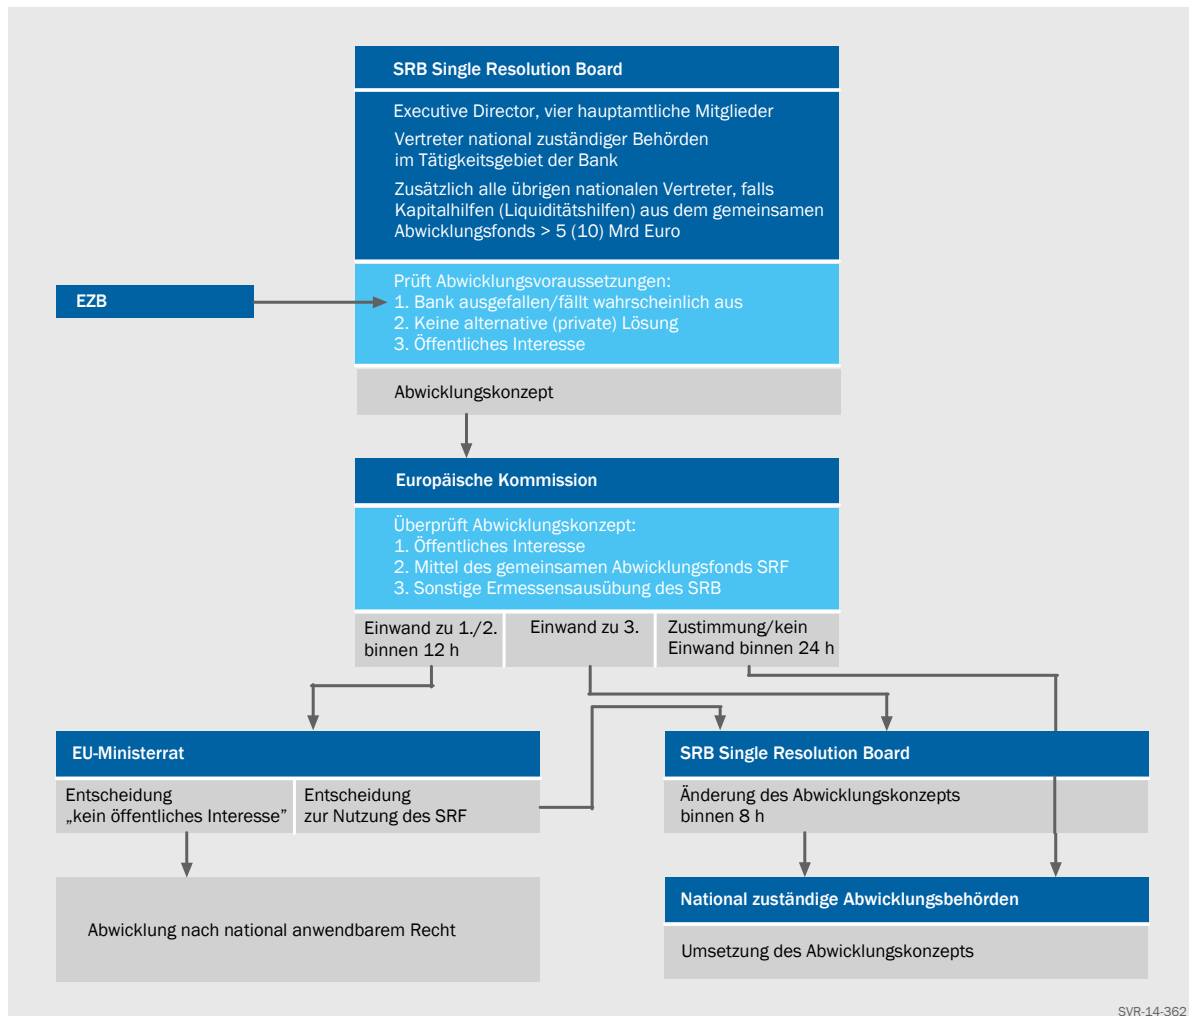 SRB Single Resolution Board
Executive Director, vier hauptamtliche Mitglieder
Vertreter national zuständiger Behörden
im Tätigkeitsgebiet der Bank
Zusätzlich alle übrigen nationalen Vertreter, falls
Kapitalhilfen (Liquiditätshilfen) aus dem gemeinsamen
Abwicklungsfonds > 5 (10) Mrd Euro
EZB
Prüft Abwicklungsvoraussetzungen:
1. Bank ausgefallen/fällt wahrscheinlich aus
2. Keine alternative (private) Lösung
3. Öffentliches Interesse
Abwicklungskonzept
Europäische Kommission
Überprüft Abwicklungskonzept:
1. Öffentliches Interesse
2. Mittel des gemeinsamen Abwicklungsfonds SRF
3. Sonstige Ermessensausübung des SRB
Einwand zu 1./2.
binnen 12 h
Einwand zu 3.
Zustimmung/kein
Einwand binnen 24 h
EU-Ministerrat
Entscheidung
„kein öffentliches Interesse”
Entscheidung
zur Nutzung des SRF
SRB Single Resolution Board
Änderung des Abwicklungskonzepts
binnen 8 h
Abwicklung nach national anwendbarem Recht
National zuständige Abwicklungsbehörden
Umsetzung des Abwicklungskonzepts
SVR-14-362